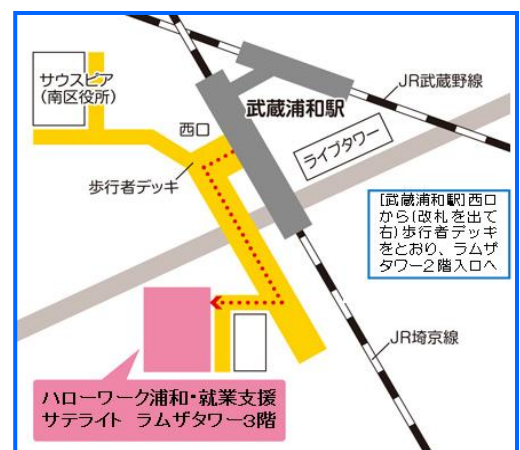 サウスピア
(南区役所)
JR武蔵野線
武蔵浦和駅
西口
ライブタワー
歩行者デッキ
[武蔵浦和駅]西口
から(改札を出て
右)歩行者デッキ
をとおり、ラムザ
タワー2階入口へ
JR埼京線
ハローワーク浦和・就業支援
サテライト ラムザタワー3階